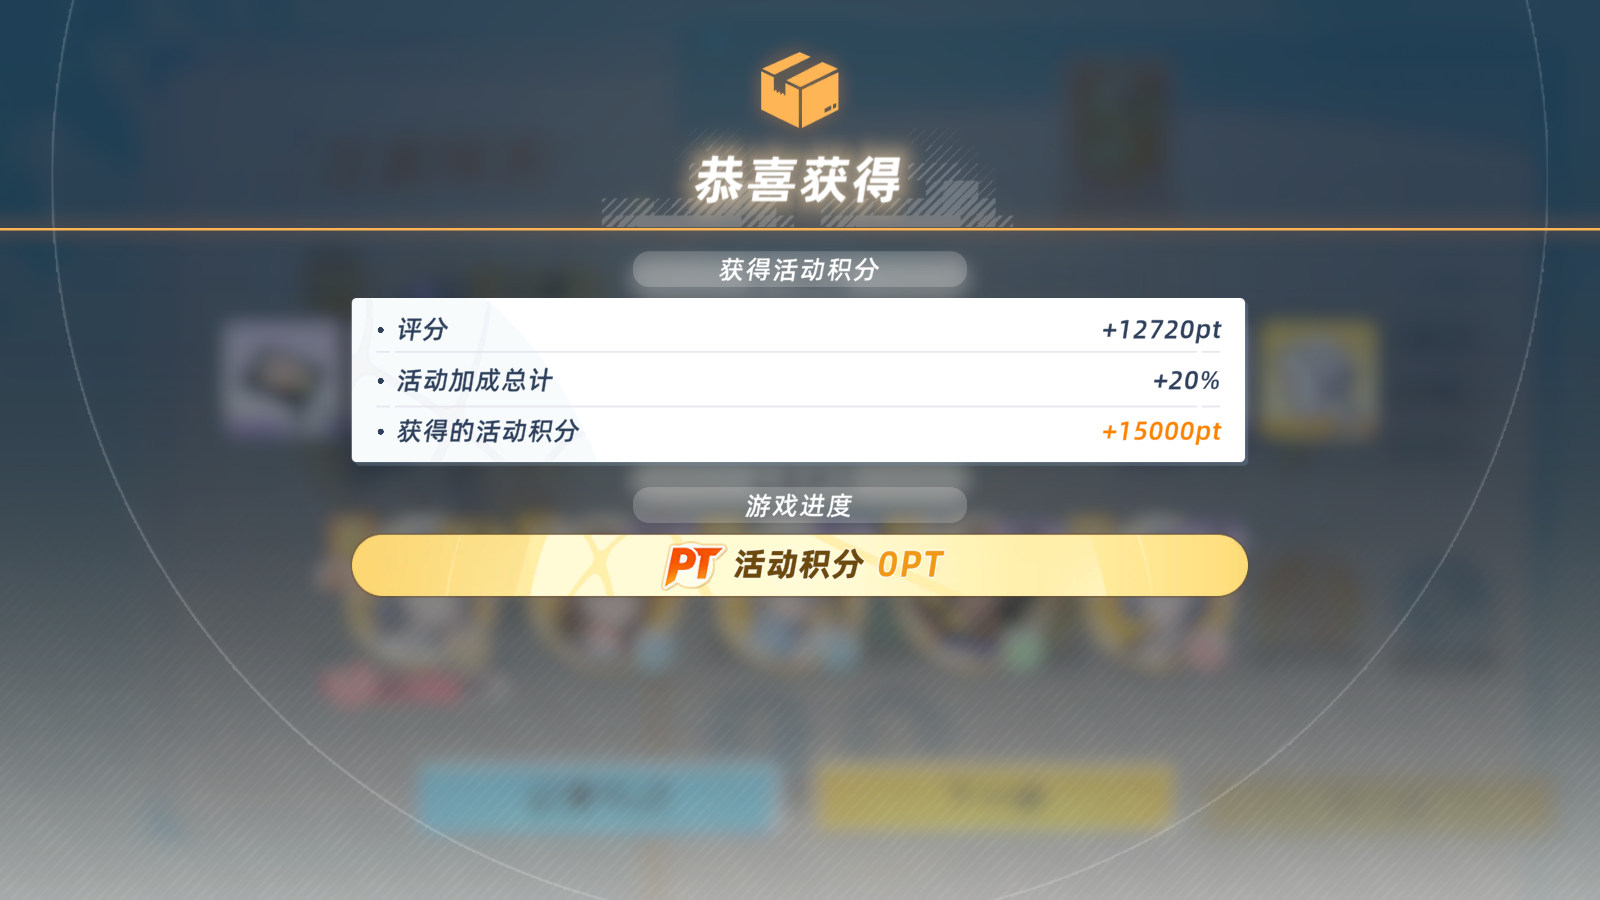 恭喜获得
获得活动积分
• 评分 +12720pt
• 活动加成总计 +20%
• 获得的活动积分 +15000pt
游戏进度
PT 活动积分 0PT